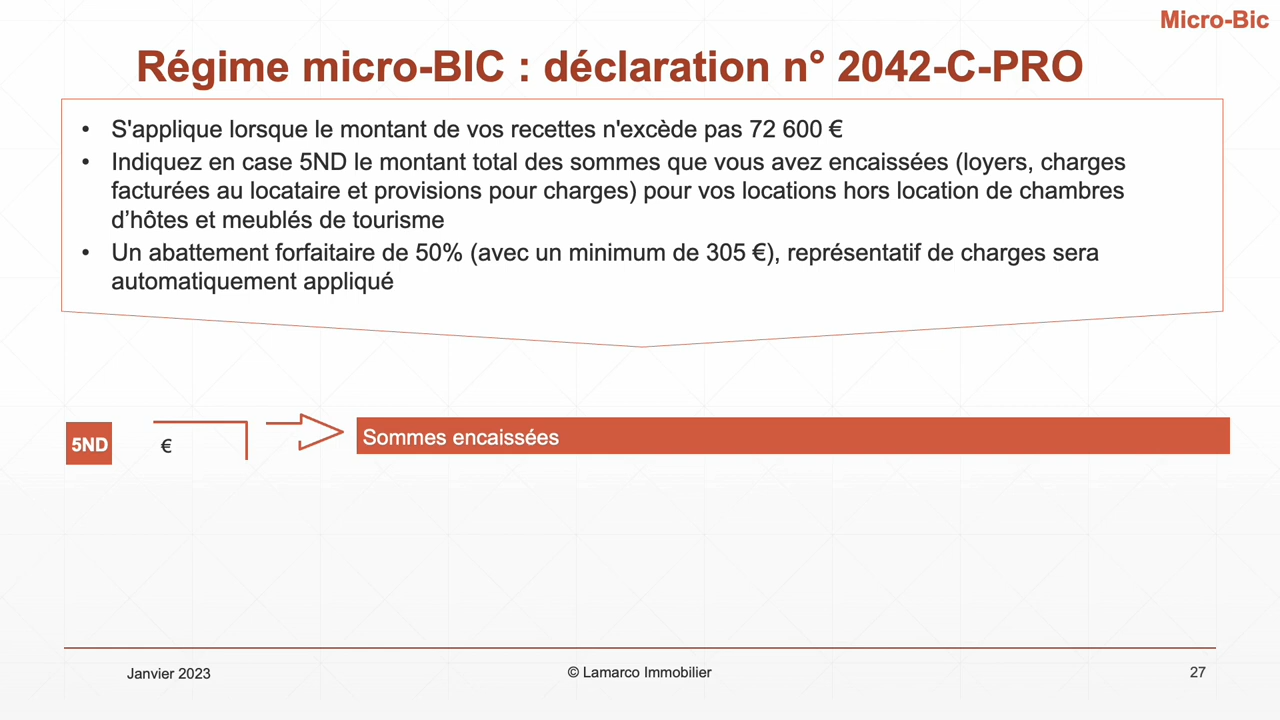 Micro-Bic
Régime micro-BIC : déclaration n° 2042-C-PRO
• S'applique lorsque le montant de vos recettes n'excède pas 72 600 €
• Indiquez en case 5ND le montant total des sommes que vous avez encaissées (loyers, charges
facturées au locataire et provisions pour charges) pour vos locations hors location de chambres
d’hôtes et meublés de tourisme
• Un abattement forfaitaire de 50% (avec un minimum de 305 €), représentatif de charges sera
automatiquement appliqué
5ND € Sommes encaissées
Janvier 2023 © Lamarco Immobilier 27